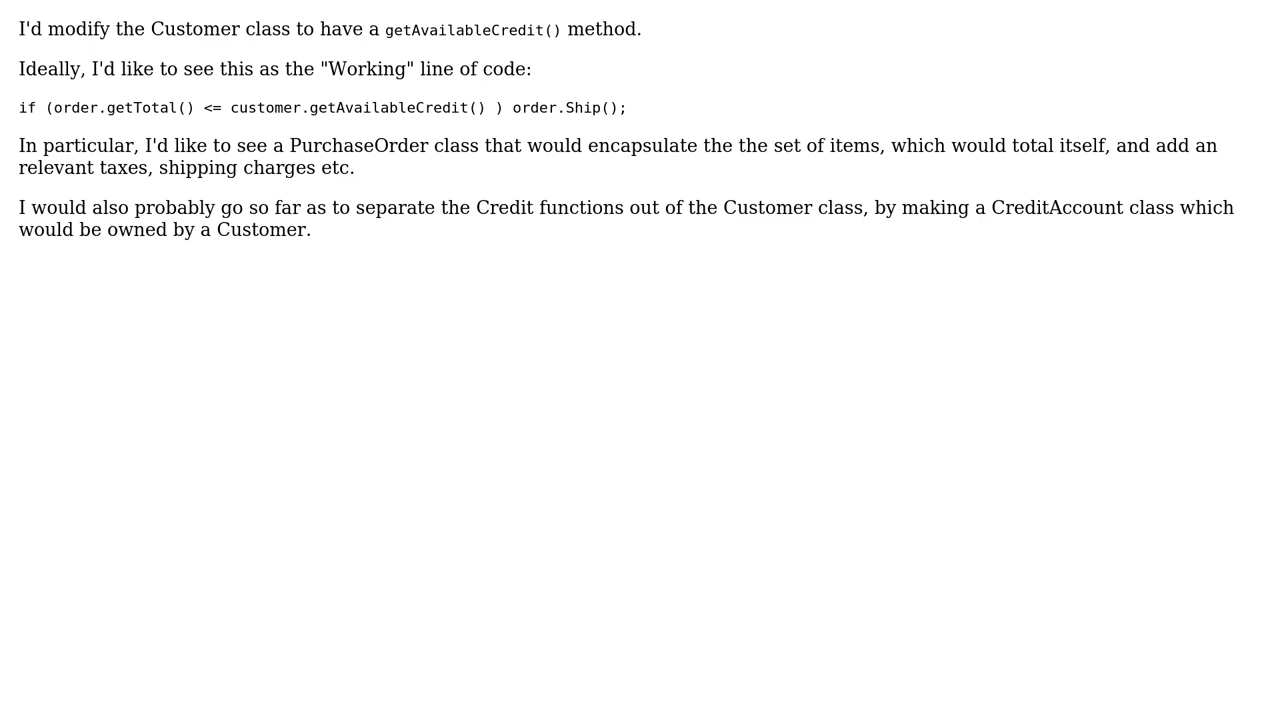 I'd modify the Customer class to have a getAvailableCredit() method.
Ideally, I'd like to see this as the "Working" line of code:
if (order.getTotal() <= customer.getAvailableCredit() ) order.Ship();
In particular, I'd like to see a PurchaseOrder class that would encapsulate the the set of items, which would total itself, and add an
relevant taxes, shipping charges etc.
I would also probably go so far as to separate the Credit functions out of the Customer class, by making a CreditAccount class which
would be owned by a Customer.